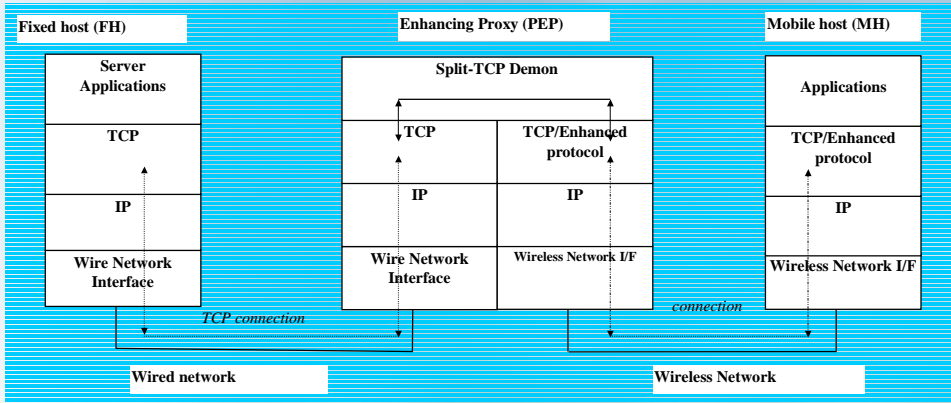 Fixed host (FH)
Enhancing Proxy (PEP)
Mobile host (MH)
Server
Applications
TCP
IP
Wire Network
Interface
Split-TCP Demon
TCP
TCP/Enhanced
protocol
IP
IP
Wire Network
Interface
Wireless Network I/F
Applications
TCP/Enhanced
protocol
IP
Wireless Network I/F
TCP connection
connection
Wired network
Wireless Network